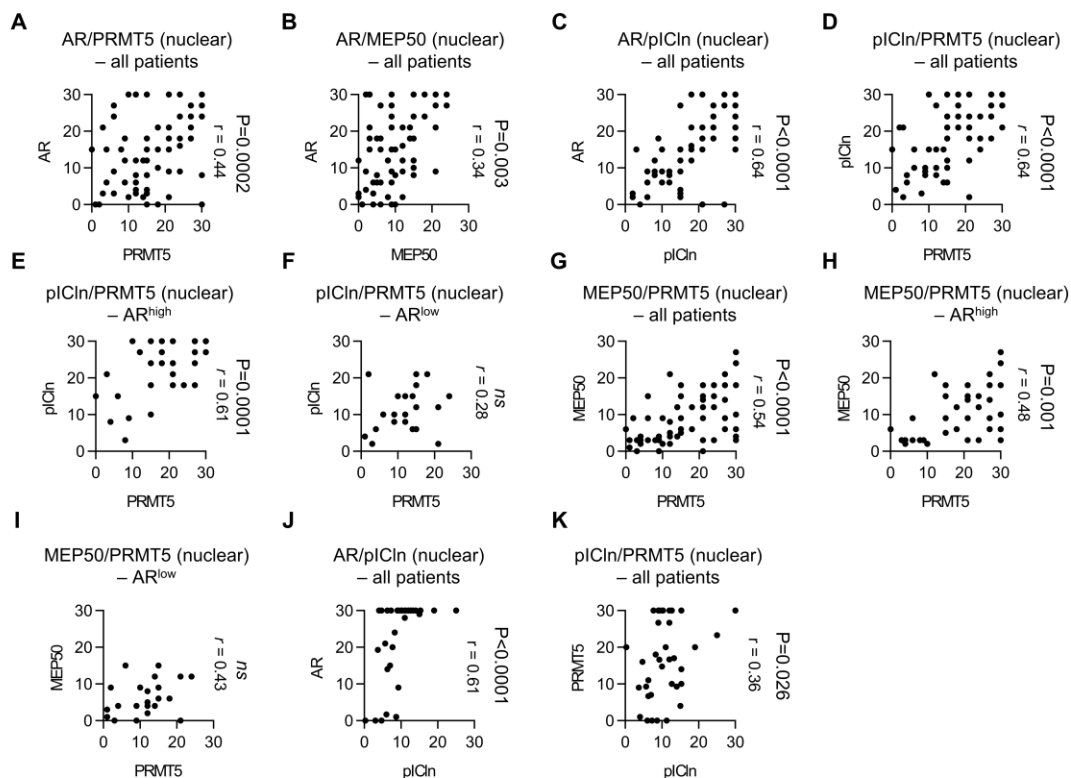 A
AR/PRMT5 (nuclear)
– all patients
30
20
10
0
0 10 20 30
AR
PRMT5
P=0.0002
r = 0.44
B
AR/MEP50 (nuclear)
– all patients
30
20
10
0
0 10 20 30
AR
MEP50
P=0.003
r = 0.34
C
AR/pICln (nuclear)
– all patients
30
20
10
0
0 10 20 30
AR
pICln
P<0.0001
r = 0.64
D
pICln/PRMT5 (nuclear)
– all patients
30
20
10
0
0 10 20 30
pICln
PRMT5
P<0.0001
r = 0.64
E
pICln/PRMT5 (nuclear)
– ARhigh
30
20
10
0
0 10 20 30
pICln
PRMT5
P=0.0001
r = 0.61
F
pICln/PRMT5 (nuclear)
– ARlow
30
20
10
0
0 10 20 30
pICln
PRMT5
ns
r = 0.28
G
MEP50/PRMT5 (nuclear)
– all patients
30
20
10
0
0 10 20 30
MEP50
PRMT5
P<0.0001
r = 0.54
H
MEP50/PRMT5 (nuclear)
– ARhigh
30
20
10
0
0 10 20 30
MEP50
PRMT5
P=0.001
r = 0.48
I
MEP50/PRMT5 (nuclear)
– ARlow
30
20
10
0
0 10 20 30
MEP50
PRMT5
ns
r = 0.43
J
AR/pICln (nuclear)
– all patients
30
20
10
0
0 10 20 30
AR
pICln
P<0.0001
r = 0.61
K
pICln/PRMT5 (nuclear)
– all patients
30
20
10
0
0 10 20 30
PRMT5
pICln
P=0.026
r = 0.36